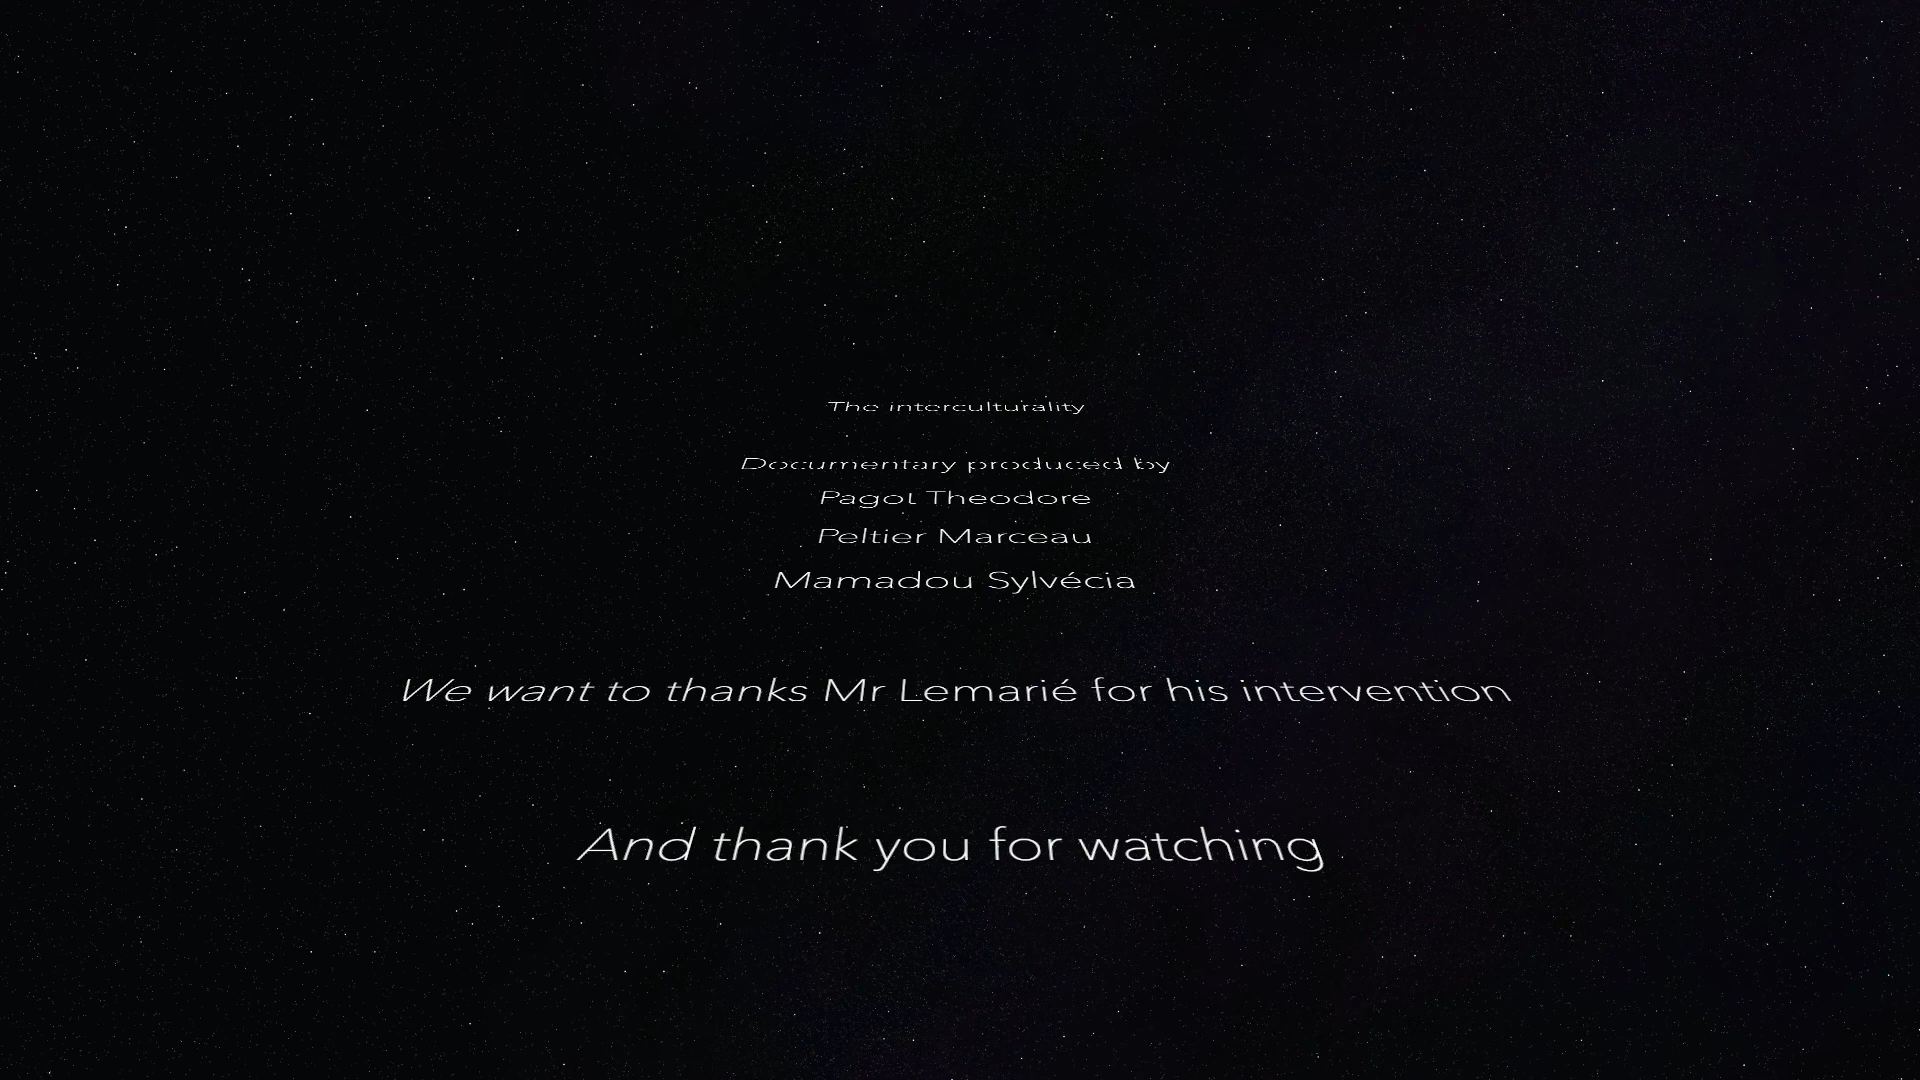 The interculturality
Documentary produced by
Pagot Theodore
Peltier Marceau
Mamadou Sylvécia
We want to thanks Mr Lemarié for his intervention
And thank you for watching